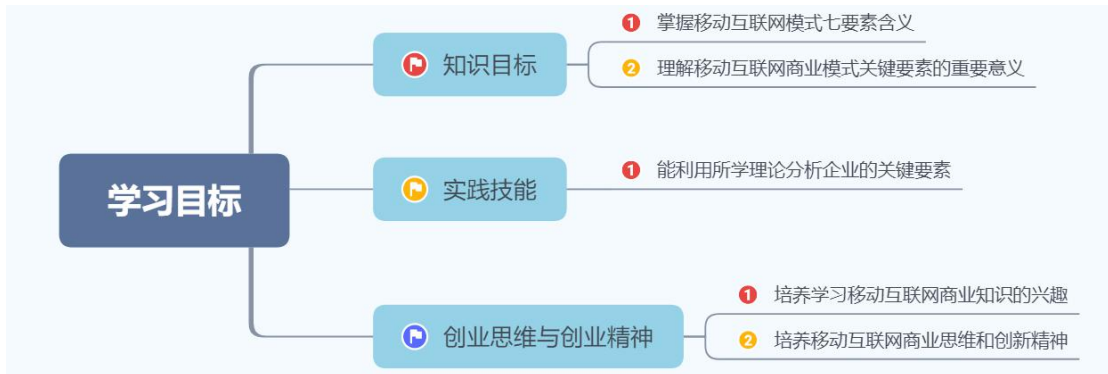 学习目标
知识目标
1 掌握移动互联网模式七要素含义
2 理解移动互联网商业模式关键要素的重要意义
实践技能
1 能利用所学理论分析企业的关键要素
创业思维与创业精神
1 培养学习移动互联网商业知识的兴趣
2 培养移动互联网商业思维和创新精神